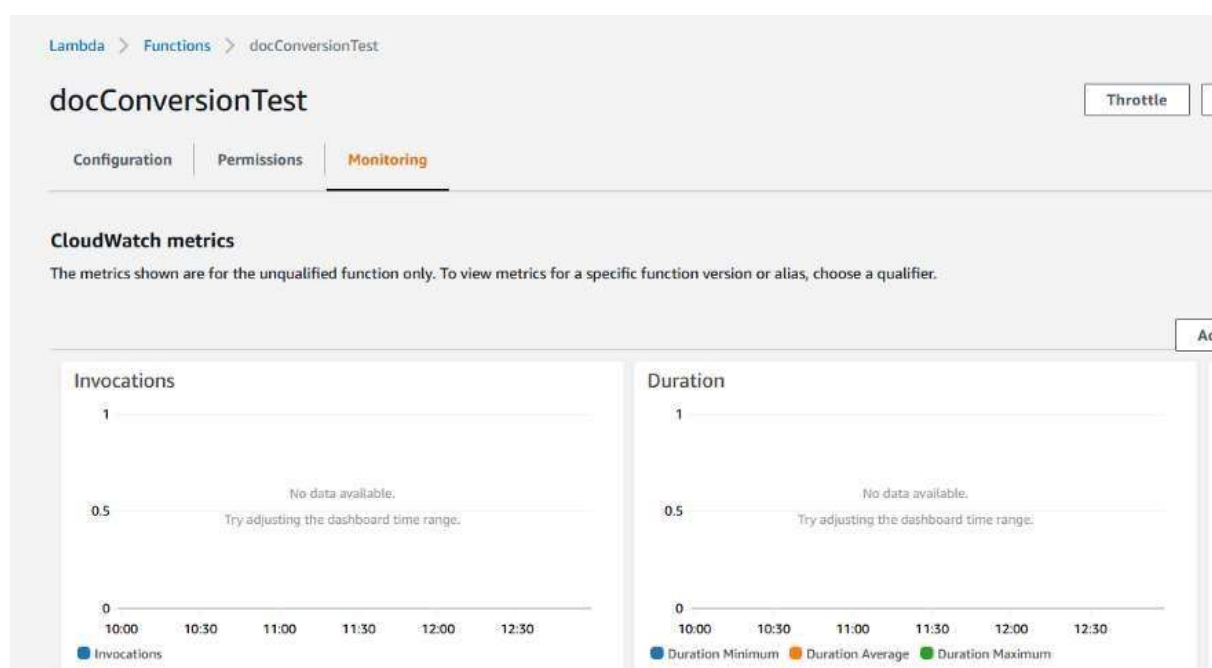 Lambda > Functions > docConversionTest
docConversionTest
Throttle
Configuration Permissions Monitoring
CloudWatch metrics
The metrics shown are for the unqualified function only. To view metrics for a specific function version or alias, choose a qualifier.
Invocations
1
No data available.
0.5
Try adjusting the dashboard time range.
0
10:00 10:30 11:00 11:30 12:00 12:30
Invocations
Duration
1
No data available.
0.5
Try adjusting the dashboard time range.
0
10:00 10:30 11:00 11:30 12:00 12:30
Duration Minimum Duration Average Duration Maximum